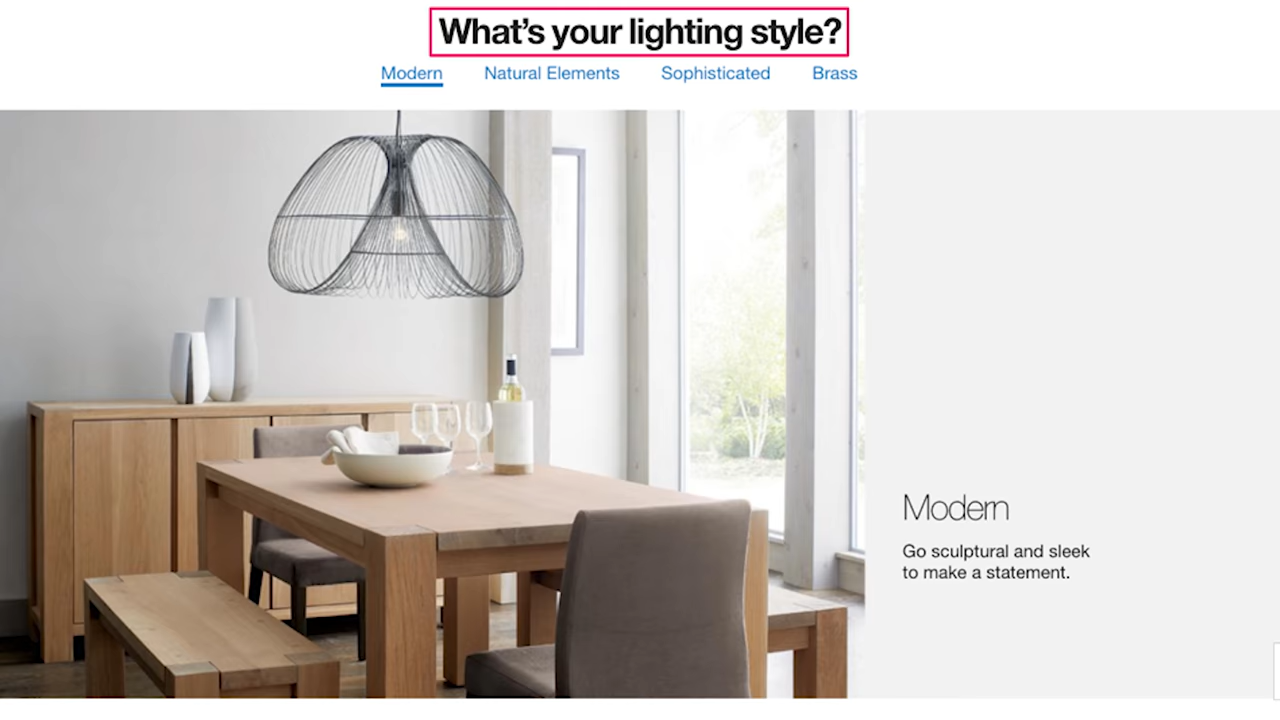 What's your lighting style?
Modern Natural Elements Sophisticated Brass
Modern
Go sculptural and sleek
to make a statement.